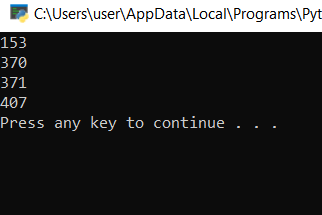 C:\Users\user\AppData\Local\Programs\Pyt
153
370
371
407
Press any key to continue . . .